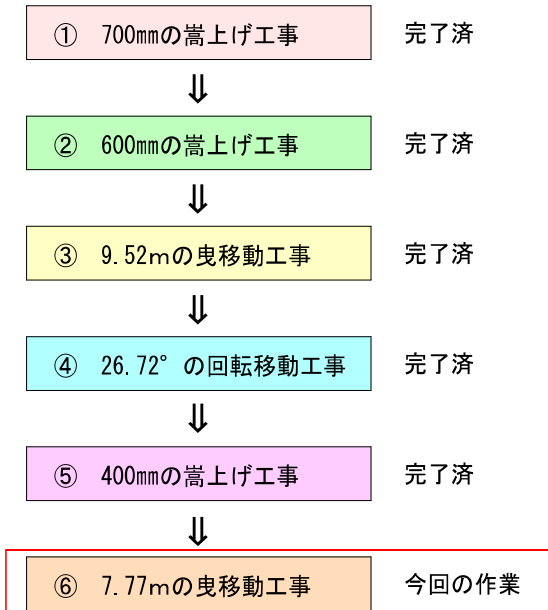 ① 700mmの嵩上げ工事 完了済
⇓
② 600mmの嵩上げ工事 完了済
⇓
③ 9.52mの曳移動工事 完了済
⇓
④ 26.72°の回転移動工事 完了済
⇓
⑤ 400mmの嵩上げ工事 完了済
⇓
⑥ 7.77mの曳移動工事 今回の作業